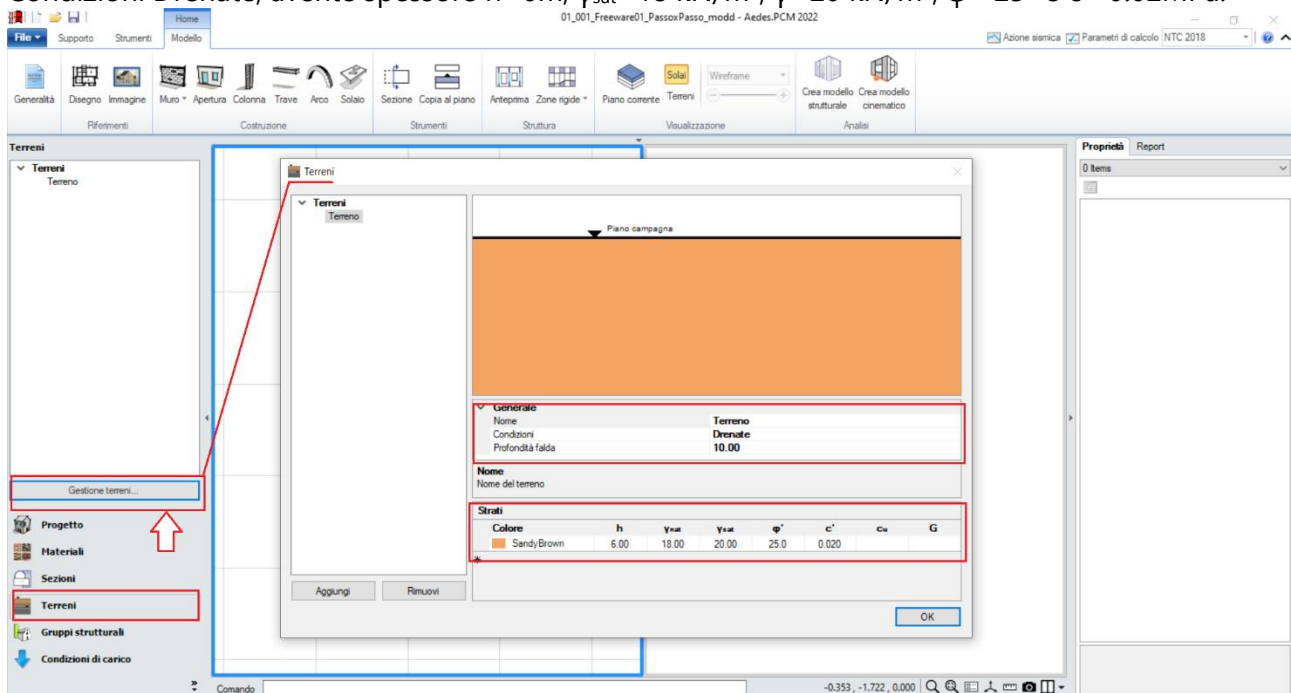 01_001_Freeware01_PassoxPasso_modd - Aedes.PCM 2022
Home
File Supporto Strumenti Modello
Azione sismica Parametri di calcolo NTC 2018
Generalità Disegno Immagine Muro Apertura Colonna Trave Arco Solaio Sezione Copia al piano Anteprima Zone rigide Piano corrente Solai Terreni Wireframe Crea modello strutturale Crea modello cinematico
Riferimenti Costruzione Strumenti Struttura Visualizzazione Analisi
Terreni
Terreni
Terreno
Gestione terreni...
Progetto
Materiali
Sezioni
Terreni
Gruppi strutturali
Condizioni di carico
Terreni
Terreni
Terreno
Aggiungi Rimuovi
Piano campagna
Generale
Nome Terreno
Condizioni Drenate
Profondità falda 10.00
Nome
Nome del terreno
Strati
Colore h γnat γsat φ' c' cu G
SandyBrown 6.00 18.00 20.00 25.0 0.020
*
OK
Proprietà Report
0 Items
Comando
-0.353 , -1.722 , 0.000